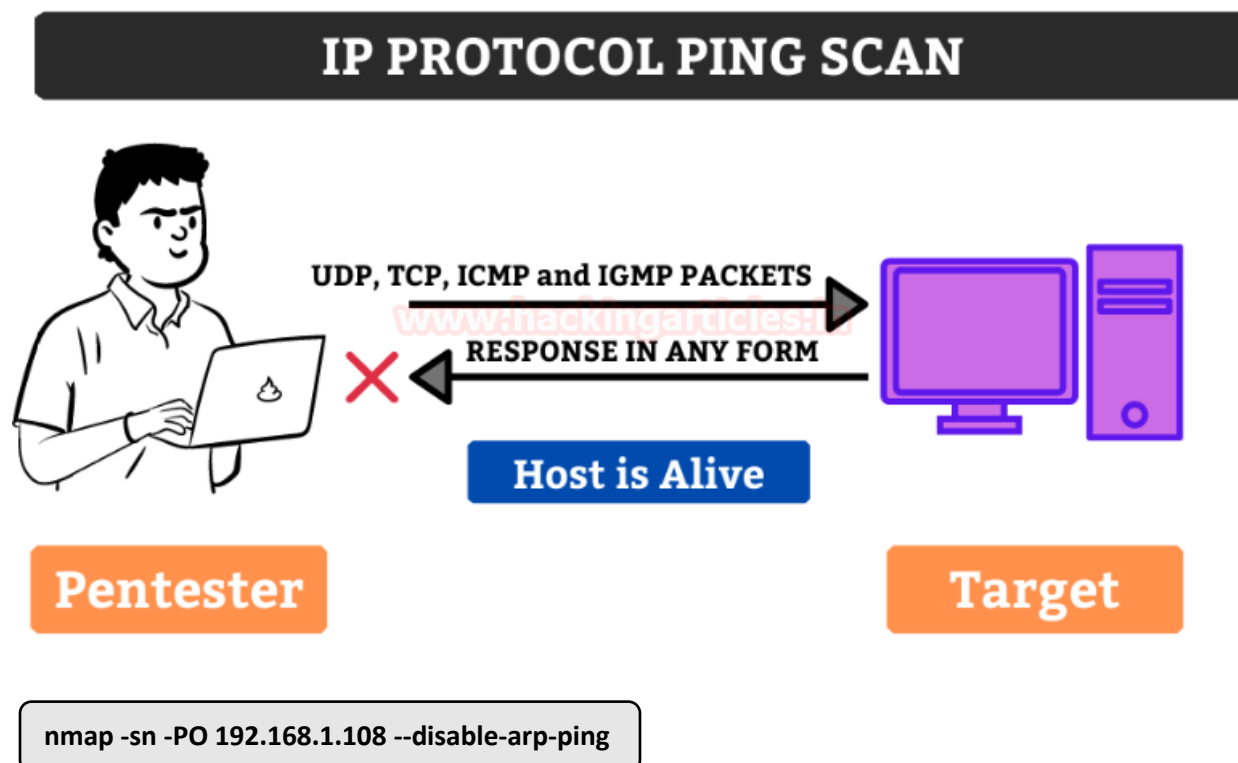 IP PROTOCOL PING SCAN
UDP, TCP, ICMP and IGMP PACKETS
www.hackingarticles.in
RESPONSE IN ANY FORM
Host is Alive
Pentester
Target
nmap -sn -PO 192.168.1.108 --disable-arp-ping